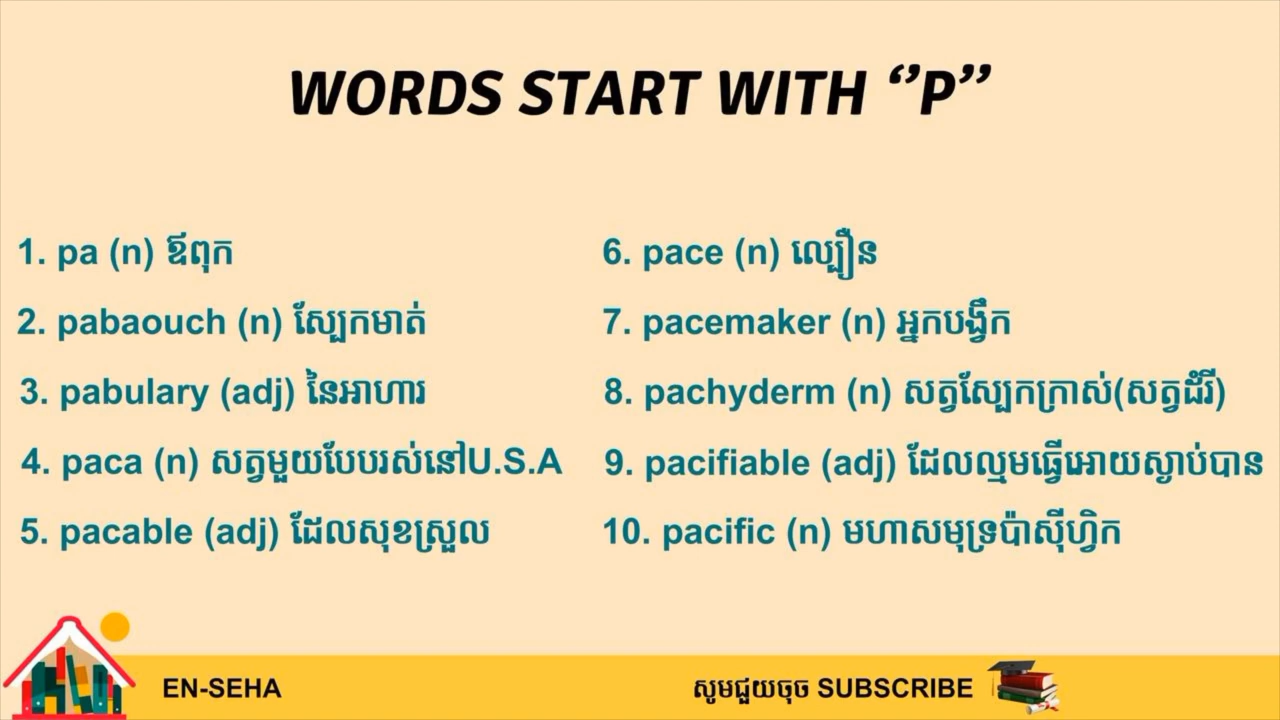 WORDS START WITH “P”
1. pa (n) ឪពុក
2. pabaouch (n) ស្បែកមាត់
3. pabulary (adj) នៃអាហារ
4. paca (n) សត្វមួយបែបរស់នៅU.S.A
5. pacable (adj) ដែលសុខស្រួល
6. pace (n) ល្បឿន
7. pacemaker (n) អ្នកបង្វឹក
8. pachyderm (n) សត្វស្បែកក្រាស់(សត្វដំរី)
9. pacifiable (adj) ដែលល្មមធ្វើអោយស្ងាប់បាន
10. pacific (n) មហាសមុទ្រប៉ាស៊ីហ្វិក
EN-SEHA
សូមជួយចុច SUBSCRIBE